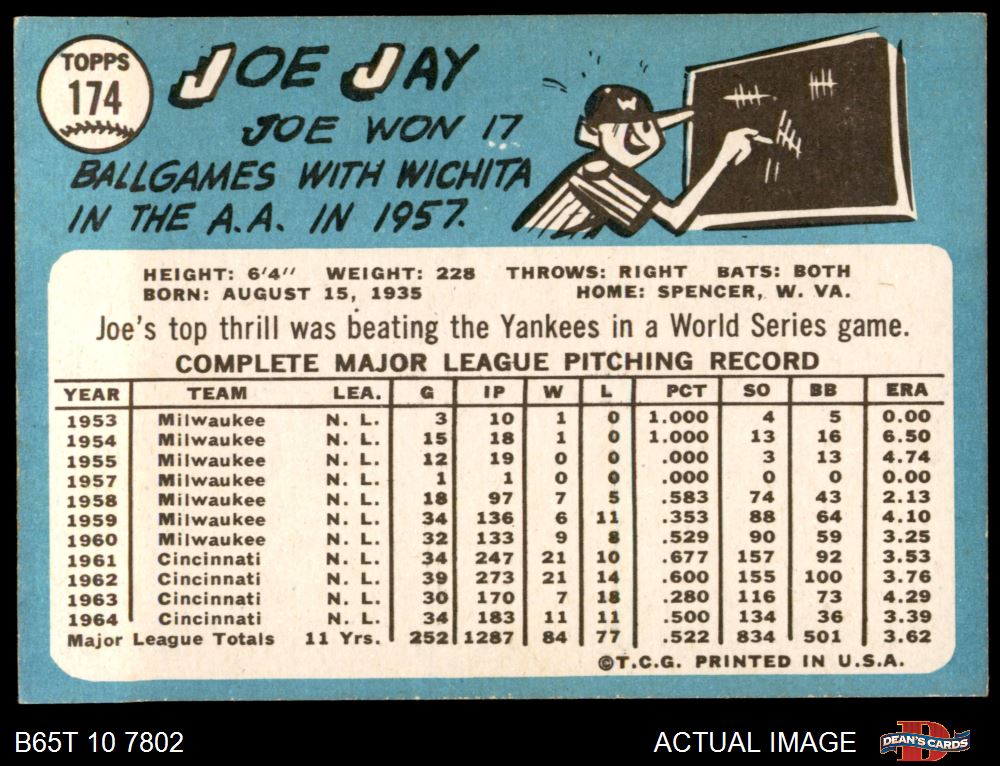 TOPPS
174
JOE JAY
JOE WON 17
BALLGAMES WITH WICHITA
IN THE A.A. IN 1957.
W
HEIGHT: 6'4" WEIGHT: 228 THROWS: RIGHT BATS: BOTH
BORN: AUGUST 15, 1935 HOME: SPENCER, W. VA.
Joe's top thrill was beating the Yankees in a World Series game.
COMPLETE MAJOR LEAGUE PITCHING RECORD
YEAR TEAM LEA. G IP W L PCT SO BB ERA
1953 Milwaukee N. L. 3 10 1 0 1.000 4 5 0.00
1954 Milwaukee N. L. 15 18 1 0 1.000 13 16 6.50
1955 Milwaukee N. L. 12 19 0 0 .000 3 13 4.74
1957 Milwaukee N. L. 1 1 0 0 .000 0 0 0.00
1958 Milwaukee N. L. 18 97 7 5 .583 74 43 2.13
1959 Milwaukee N. L. 34 136 6 11 .353 88 64 4.10
1960 Milwaukee N. L. 32 133 9 8 .529 90 59 3.25
1961 Cincinnati N. L. 34 247 21 10 .677 157 92 3.53
1962 Cincinnati N. L. 39 273 21 14 .600 155 100 3.76
1963 Cincinnati N. L. 30 170 7 18 .280 116 73 4.29
1964 Cincinnati N. L. 34 183 11 11 .500 134 36 3.39
Major League Totals 11 Yrs. 252 1287 84 77 .522 834 501 3.62
©T.C.G. PRINTED IN U.S.A.
B65T 10 7802 ACTUAL IMAGE D DEAN'S CARDS